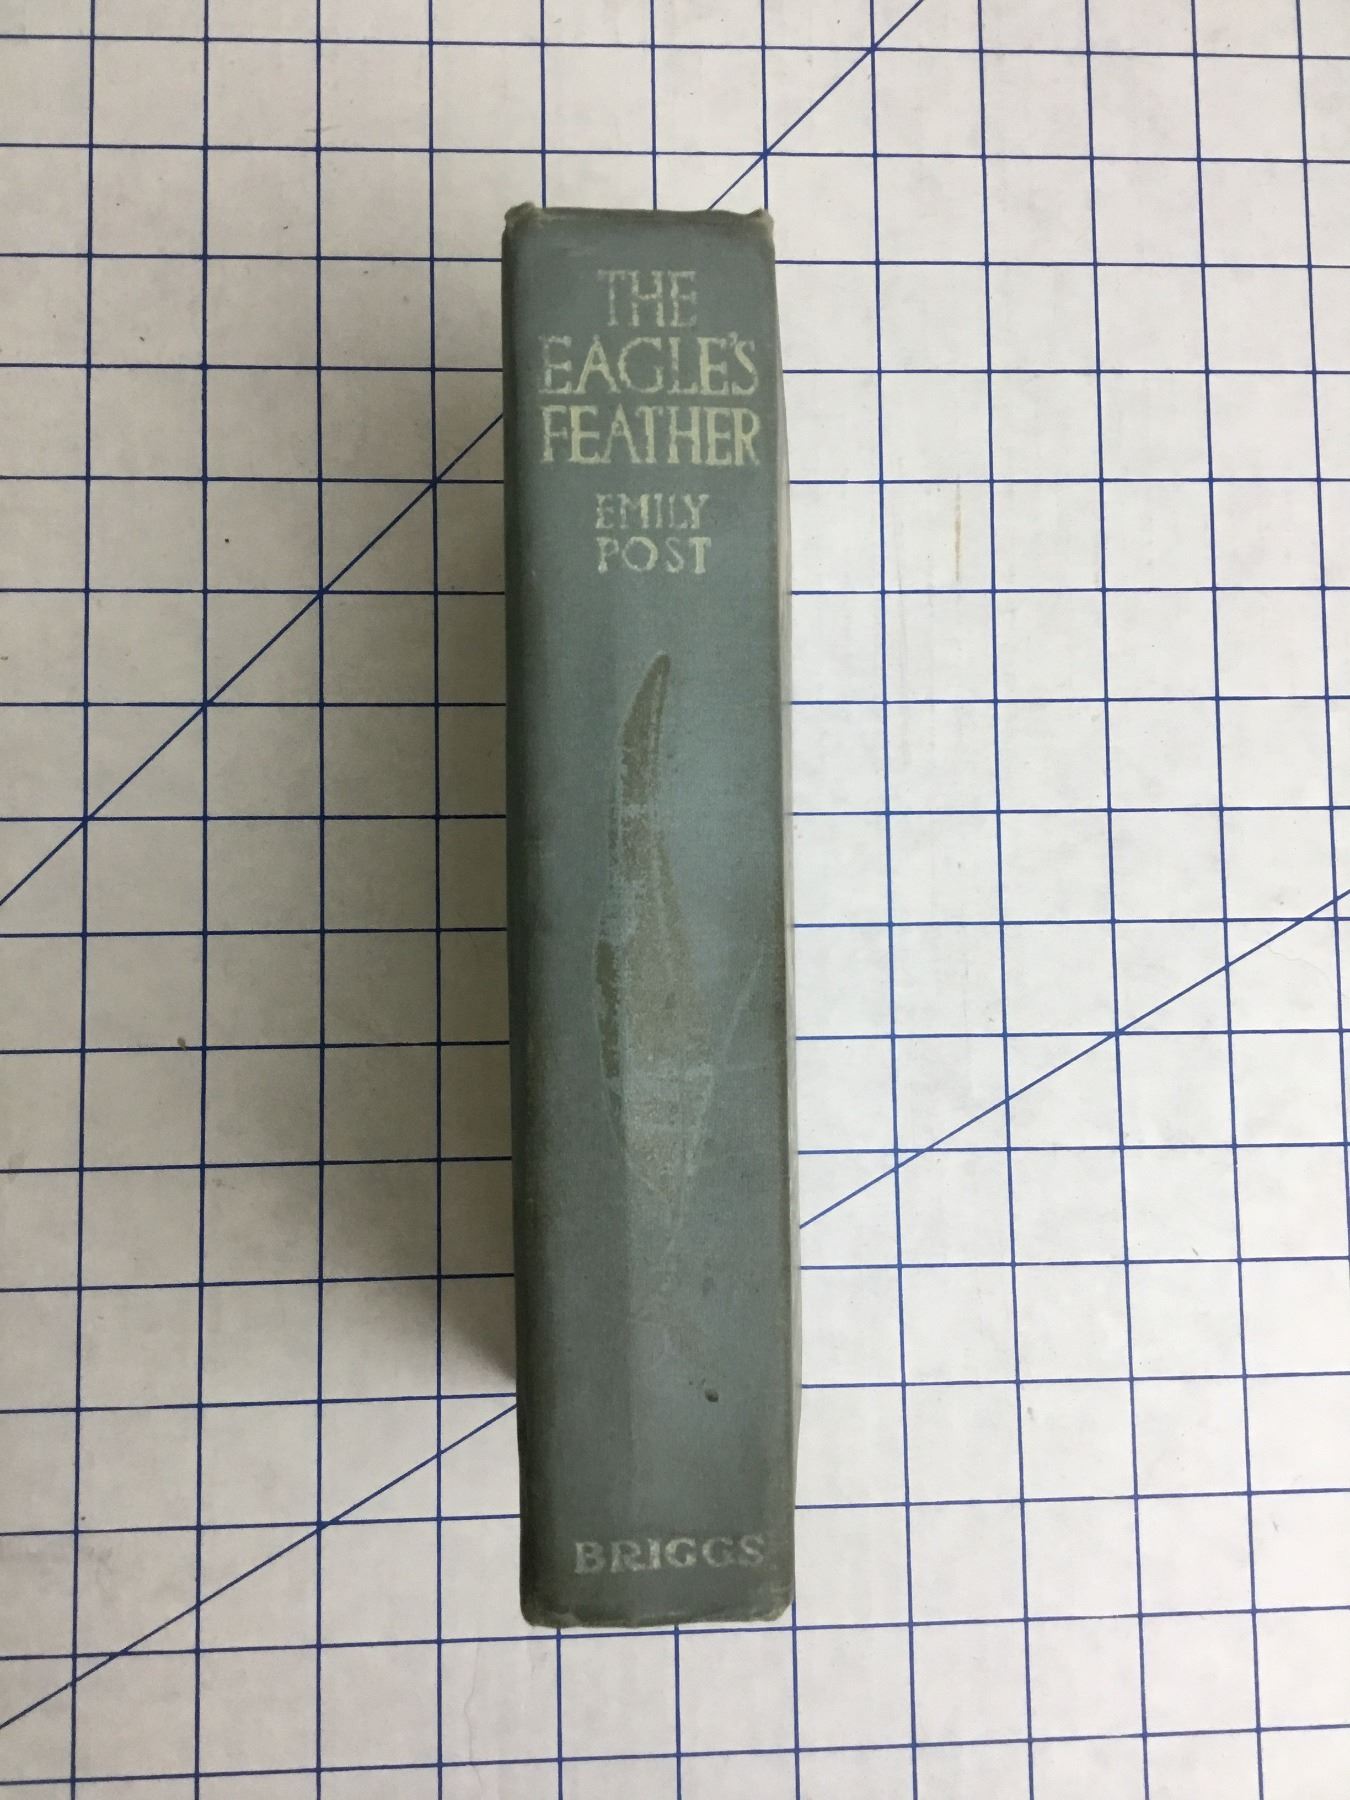 THE
EAGLE'S
FEATHER
EMILY
POST
BRIGGS